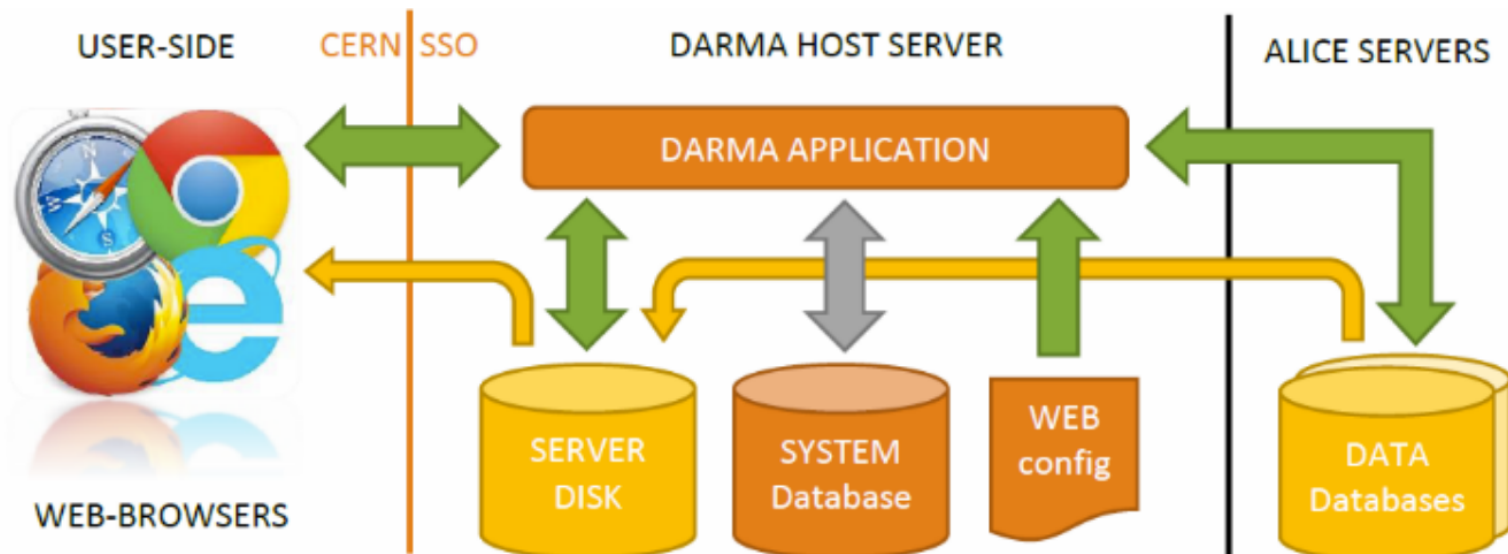 USER-SIDE
CERN SSO
DARMA HOST SERVER
ALICE SERVERS
DARMA APPLICATION
SERVER
DISK
SYSTEM
Database
WEB
config
DATA
Databases
WEB-BROWSERS